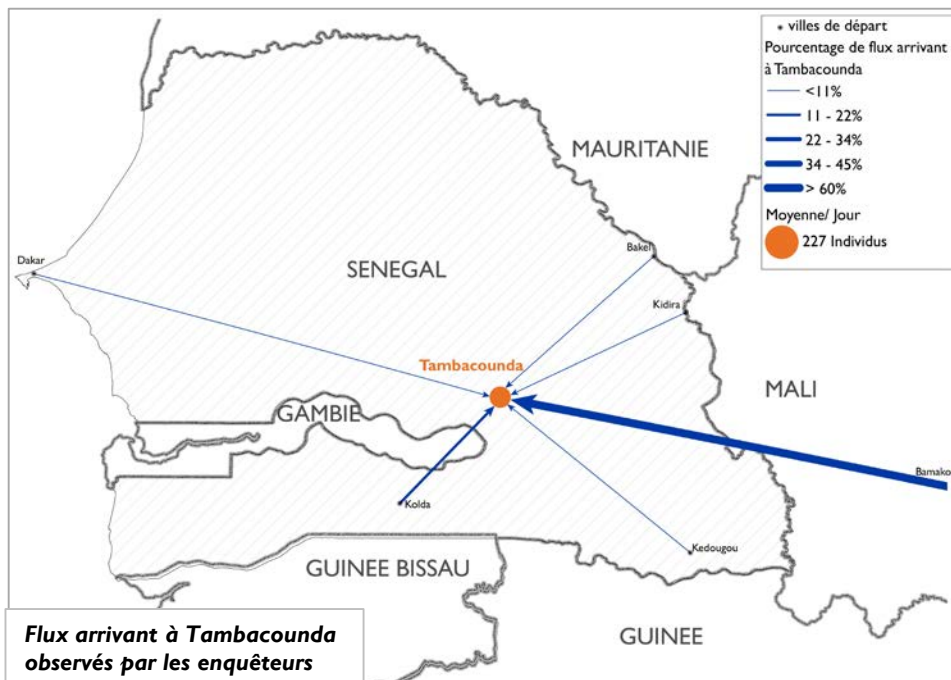 villes de départ
Pourcentage de flux arrivant
à Tambacounda
<11%
11 - 22%
22 - 34%
34 - 45%
> 60%
Moyenne/ Jour
227 Individus
MAURITANIE
Bakel
Dakar
SENEGAL
Kidira
Tambacounda
MALI
GAMBIE
Bamako
Kolda
Kedougou
GUINEE BISSAU
GUINEE
Flux arrivant à Tambacounda
observés par les enquêteurs